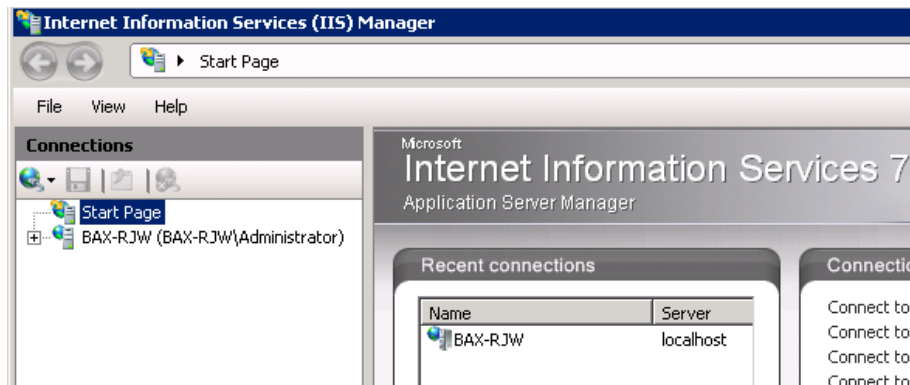 Internet Information Services (IIS) Manager
Start Page
File View Help
Connections
Start Page
BAX-RJW (BAX-RJW\Administrator)
Microsoft
Internet Information Services 7
Application Server Manager
Recent connections
Name Server
BAX-RJW localhost
Connectio
Connect to
Connect to
Connect to
Connect to